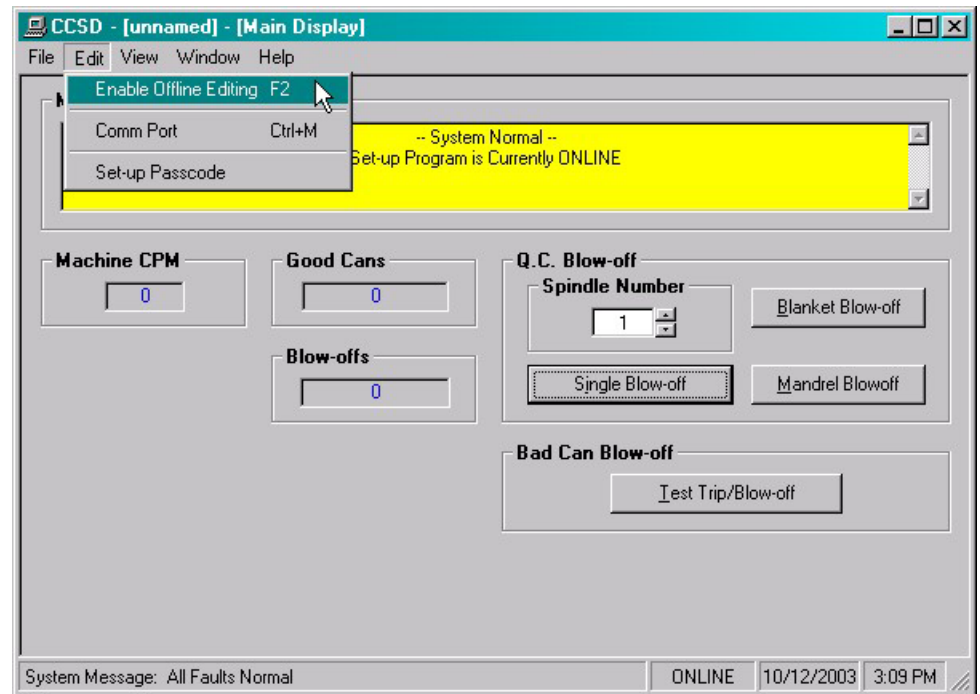 CCSD - [unnamed] - [Main Display]
File Edit View Window Help
Enable Offline Editing F2
Comm Port Ctrl+M
Set-up Passcode
-- System Normal --
Set-up Program is Currently ONLINE
Machine CPM
0
Good Cans
0
Blow-offs
0
Q.C. Blow-off
Spindle Number
1
Blanket Blow-off
Single Blow-off
Mandrel Blowoff
Bad Can Blow-off
Test Trip/Blow-off
System Message: All Faults Normal
ONLINE
10/12/2003
3:09 PM